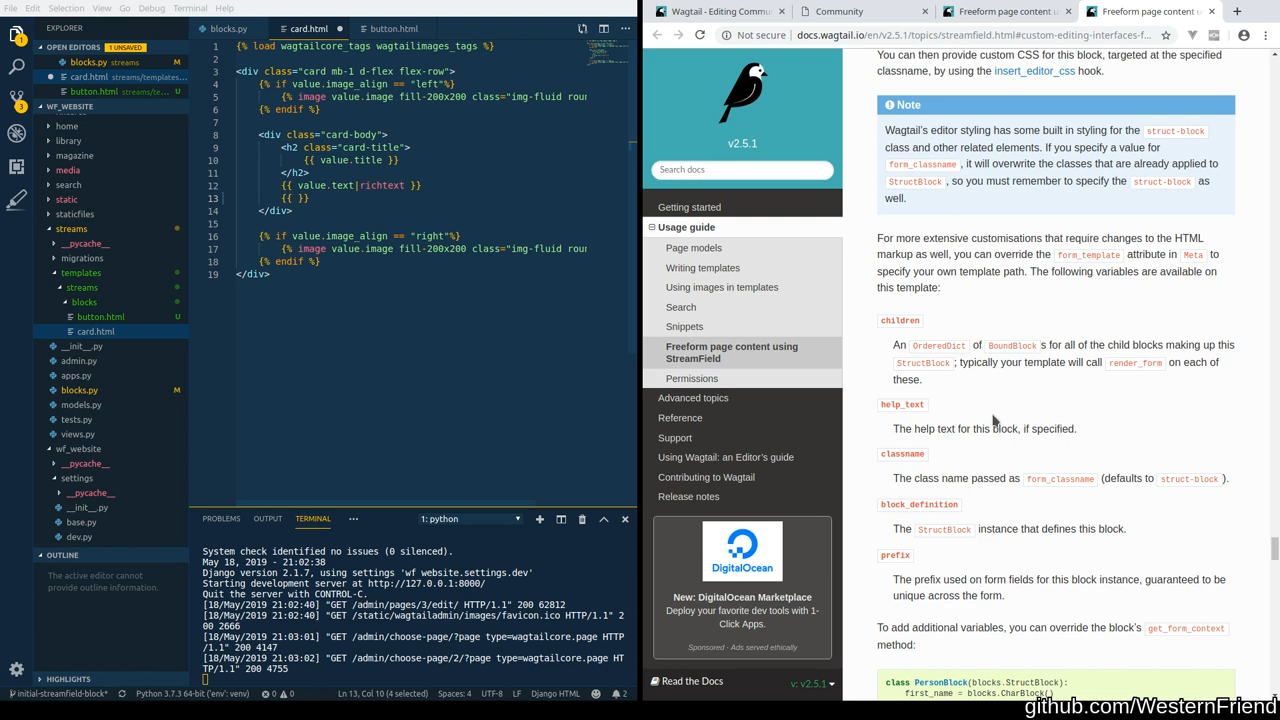 File Edit Selection View Go Debug Terminal Help
EXPLORER
OPEN EDITORS 1 UNSAVED
blocks.py streams M
card.html streams/templates...
button.html streams/te... U
WF_WEBSITE
home
library
magazine
media
search
static
staticfiles
streams
__pycache__
migrations
templates
streams
blocks
button.html U
card.html
__init__.py
admin.py
apps.py
blocks.py M
models.py
tests.py
views.py
wf_website
__pycache__
settings
__pycache__
__init__.py
base.py
dev.py
OUTLINE
The active editor cannot
provide outline information.
HIGHLIGHTS
1
3
blocks.py card.html button.html
1 {% load wagtailcore_tags wagtailimages_tags %}
2
3 <div class="card mb-1 d-flex flex-row">
4 {% if value.image_align == "left"%}
5 {% image value.image fill-200x200 class="img-fluid roun
6 {% endif %}
7
8 <div class="card-body">
9 <h2 class="card-title">
10 {{ value.title }}
11 </h2>
12 {{ value.text|richtext }}
13 {{ }}
14 </div>
15
16 {% if value.image_align == "right"%}
17 {% image value.image fill-200x200 class="img-fluid roun
18 {% endif %}
19 </div>
PROBLEMS OUTPUT TERMINAL ... 1: python
System check identified no issues (0 silenced).
May 18, 2019 - 21:02:38
Django version 2.1.7, using settings 'wf_website.settings.dev'
Starting development server at http://127.0.0.1:8000/
Quit the server with CONTROL-C.
[18/May/2019 21:02:40] "GET /admin/pages/3/edit/ HTTP/1.1" 200 62812
[18/May/2019 21:02:40] "GET /static/wagtailadmin/images/favicon.ico HTTP/1.1" 2
00 2666
[18/May/2019 21:03:01] "GET /admin/choose-page/?page_type=wagtailcore.page HTTP
/1.1" 200 4147
[18/May/2019 21:03:02] "GET /admin/choose-page/2/?page_type=wagtailcore.page HT
TP/1.1" 200 4755
initial-streamfield-block* Python 3.7.3 64-bit ('env': venv) 0 0 Ln 13, Col 10 (4 selected) Spaces: 4 UTF-8 LF Django HTML 2
Wagtail - Editing Commu Community Freeform page content u Freeform page content u
Not secure | docs.wagtail.io/en/v2.5.1/topics/streamfield.html#custom-editing-interfaces-f...
v2.5.1
Search docs
Getting started
Usage guide
Page models
Writing templates
Using images in templates
Search
Snippets
Freeform page content using
StreamField
Permissions
Advanced topics
Reference
Support
Using Wagtail: an Editor's guide
Contributing to Wagtail
Release notes
DigitalOcean
New: DigitalOcean Marketplace
Deploy your favorite dev tools with 1-
Click Apps.
Sponsored · Ads served ethically
Read the Docs v: v2.5.1
You can then provide custom CSS for this block, targeted at the specified
classname, by using the insert_editor_css hook.
Note
Wagtail's editor styling has some built in styling for the struct-block
class and other related elements. If you specify a value for
form_classname, it will overwrite the classes that are already applied to
StructBlock, so you must remember to specify the struct-block as
well.
For more extensive customisations that require changes to the HTML
markup as well, you can override the form_template attribute in Meta to
specify your own template path. The following variables are available on
this template:
children
An OrderedDict of BoundBlocks for all of the child blocks making up this
StructBlock; typically your template will call render_form on each of
these.
help_text
The help text for this block, if specified.
classname
The class name passed as form_classname (defaults to struct-block).
block_definition
The StructBlock instance that defines this block.
prefix
The prefix used on form fields for this block instance, guaranteed to be
unique across the form.
To add additional variables, you can override the block's get_form_context
method:
class PersonBlock(blocks.StructBlock):
first_name = blocks.CharBlock()
github.com/WesternFriend